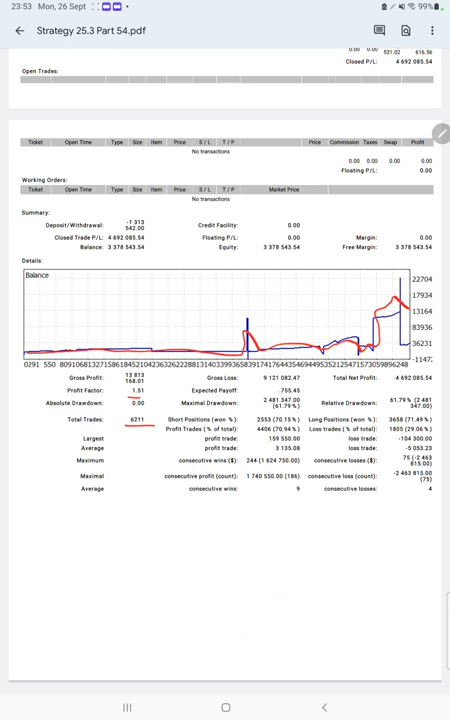 23:53 Mon, 26 Sept 99%
Strategy 25.3 Part 54.pdf
0.00 0.00 531.02 616.56
Closed P/L: 4 692 085.54
Open Trades:
Ticket Open Time Type Size Item Price S / L T / P Price Commission Taxes Swap Profit
No transactions
0.00 0.00 0.00 0.00
Floating P/L: 0.00
Working Orders:
Ticket Open Time Type Size Item Price S / L T / P Market Price
No transactions
Summary:
Deposit/Withdrawal: -1 313 542.00 Credit Facility: 0.00
Closed Trade P/L: 4 692 085.54 Floating P/L: 0.00 Margin: 0.00
Balance: 3 378 543.54 Equity: 3 378 543.54 Free Margin: 3 378 543.54
Details:
Balance
22704
17934
13164
83936
36231
-1147.
Gross Profit: 13 813 168.01 Gross Loss: 9 121 082.47 Total Net Profit: 4 692 085.54
Profit Factor: 1.51 Expected Payoff: 755.45
Absolute Drawdown: 0.00 Maximal Drawdown: 2 481 347.00 (61.79 %) Relative Drawdown: 61.79 % (2 481 347.00)
Total Trades: 6211 Short Positions (won %): 2553 (70.15%) Long Positions (won %): 3658 (71.49%)
Profit Trades ( % of total): 4406 (70.94 %) Loss trades ( % of total): 1805 (29.06 %)
Largest profit trade: 159 550.00 loss trade: -104 300.00
Average profit trade: 3 135.08 loss trade: -5 053.23
Maximum consecutive wins ($): 244 (1 624 750.00) consecutive losses ($): 75 (-2 463 815.00)
Maximal consecutive profit (count): 1 740 550.00 (186) consecutive loss (count): -2 463 815.00 (75)
Average consecutive wins: 9 consecutive losses: 4